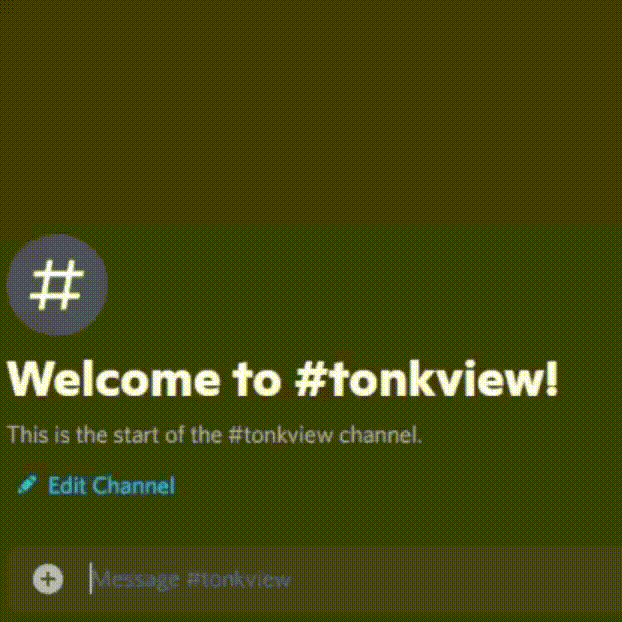 #
Welcome to #tonkview!
This is the start of the #tonkview channel.
Edit Channel
Message #tonkview